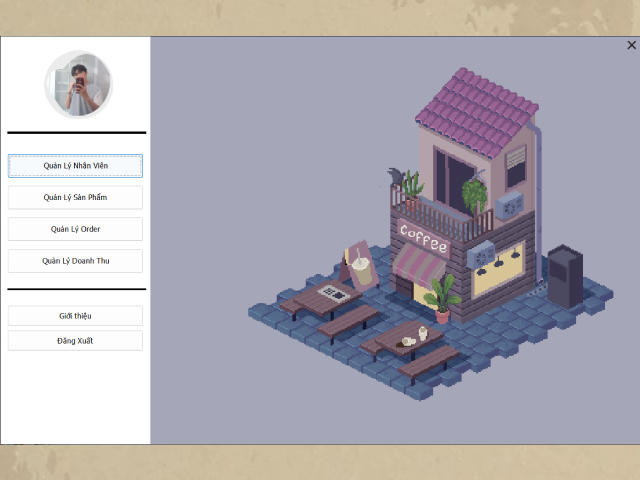 Quản Lý Nhân Viên
Quản Lý Sản Phẩm
Quản Lý Order
Quản Lý Doanh Thu
Giới thiệu
Đăng Xuất
Coffee